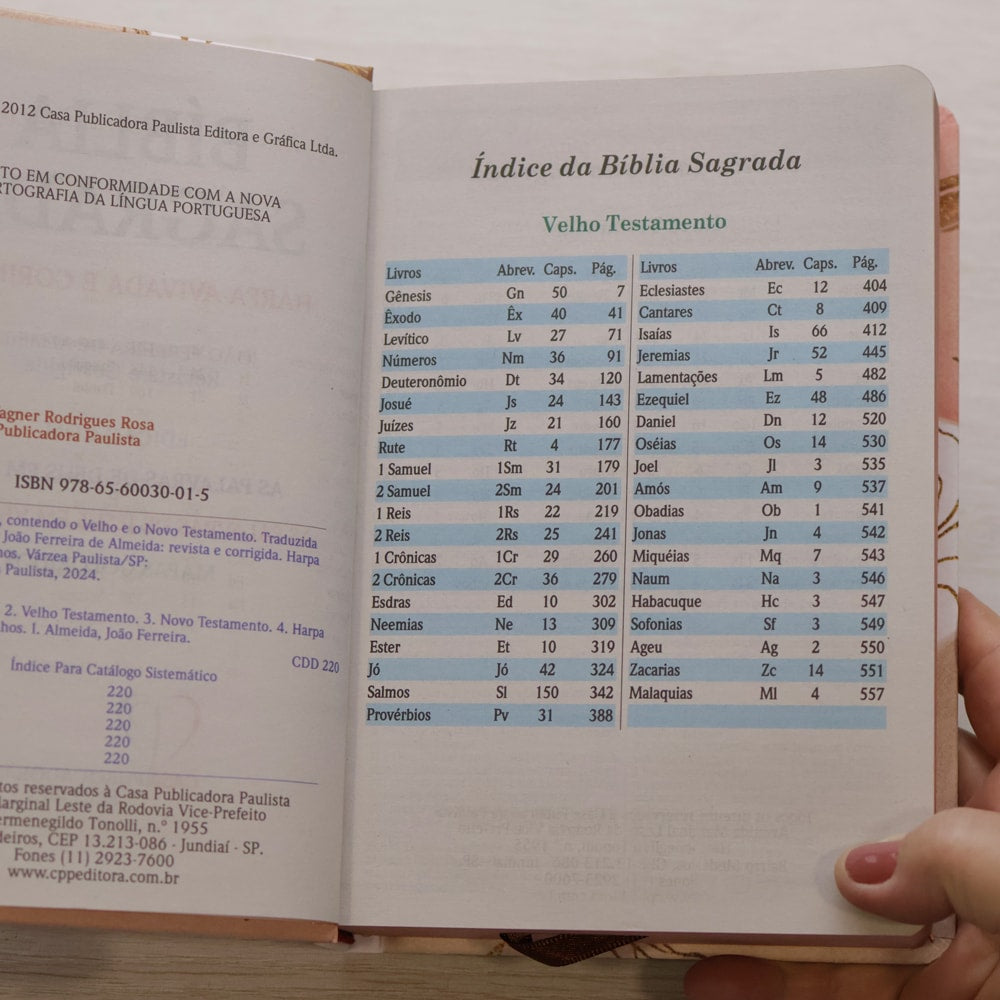 2012 Casa Publicadora Paulista Editora e Gráfica Ltda.
TO EM CONFORMIDADE COM A NOVA
RTOGRAFIA DA LÍNGUA PORTUGUESA
agner Rodrigues Rosa
Publicadora Paulista
ISBN 978-65-60030-01-5
, contendo o Velho e o Novo Testamento. Traduzida
João Ferreira de Almeida: revista e corrigida. Harpa
nhos. Várzea Paulista/SP:
Paulista, 2024.
2. Velho Testamento. 3. Novo Testamento. 4. Harpa
nhos. I. Almeida, João Ferreira.
CDD 220
Índice Para Catálogo Sistemático
220
220
220
220
220
tos reservados à Casa Publicadora Paulista
arginal Leste da Rodovia Vice-Prefeito
ermenegildo Tonolli, n.° 1955
deiros, CEP 13.213-086 · Jundiaí · SP.
Fones (11) 2923-7600
www.cppeditora.com.br
Índice da Bíblia Sagrada
Velho Testamento
Livros Abrev. Caps. Pág.
Gênesis Gn 50 7
Êxodo Êx 40 41
Levítico Lv 27 71
Números Nm 36 91
Deuteronômio Dt 34 120
Josué Js 24 143
Juízes Jz 21 160
Rute Rt 4 177
1 Samuel 1Sm 31 179
2 Samuel 2Sm 24 201
1 Reis 1Rs 22 219
2 Reis 2Rs 25 241
1 Crônicas 1Cr 29 260
2 Crônicas 2Cr 36 279
Esdras Ed 10 302
Neemias Ne 13 309
Ester Et 10 319
Jó Jó 42 324
Salmos Sl 150 342
Provérbios Pv 31 388
Livros Abrev. Caps. Pág.
Eclesiastes Ec 12 404
Cantares Ct 8 409
Isaías Is 66 412
Jeremias Jr 52 445
Lamentações Lm 5 482
Ezequiel Ez 48 486
Daniel Dn 12 520
Oséias Os 14 530
Joel Jl 3 535
Amós Am 9 537
Obadias Ob 1 541
Jonas Jn 4 542
Miquéias Mq 7 543
Naum Na 3 546
Habacuque Hc 3 547
Sofonias Sf 3 549
Ageu Ag 2 550
Zacarias Zc 14 551
Malaquias Ml 4 557